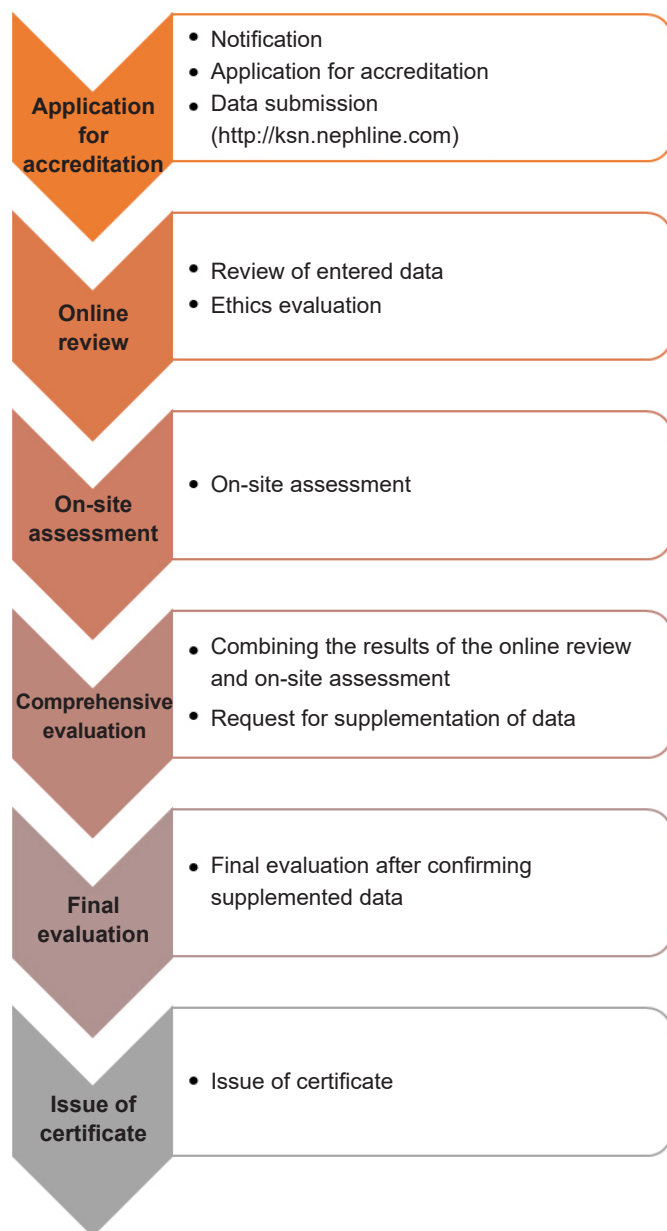 Application
for
accreditation
• Notification
• Application for accreditation
• Data submission
(http://ksn.nephline.com)
Online
review
• Review of entered data
• Ethics evaluation
On-site
assessment
• On-site assessment
Comprehensive
evaluation
• Combining the results of the online review
and on-site assessment
• Request for supplementation of data
Final
evaluation
• Final evaluation after confirming
supplemented data
Issue of
certificate
• Issue of certificate